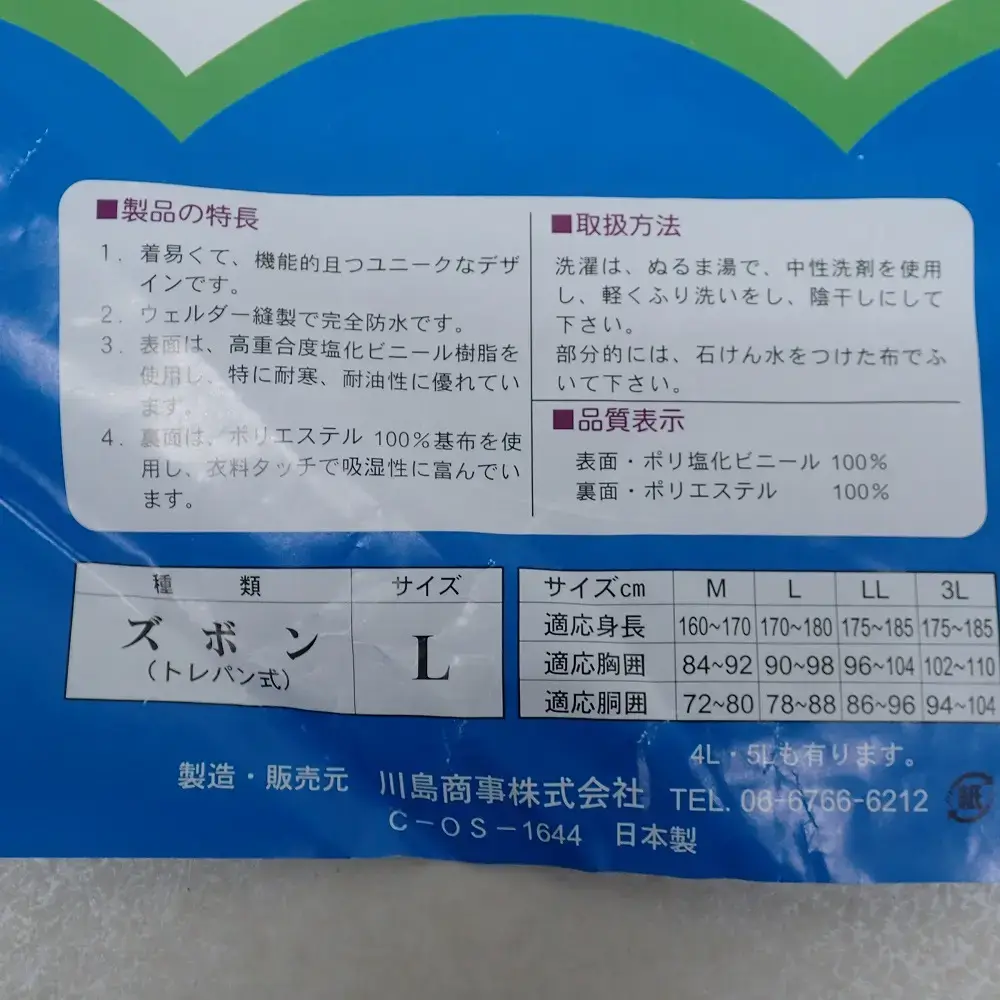 ■製品の特長
1. 着易くて、機能的且つユニークなデザ
インです。
2. ウェルダー縫製で完全防水です。
3. 表面は、高重合度塩化ビニール樹脂を
使用し、特に耐寒、耐油性に優れてい
ます。
4. 裏面は、ポリエステル 100%基布を使
用し、衣料タッチで吸湿性に富んでい
ます。
■取扱方法
洗濯は、ぬるま湯で、中性洗剤を使用
し、軽くふり洗いをし、陰干しにして
下さい。
部分的には、石けん水をつけた布でふ
いて下さい。
■品質表示
表面・ポリ塩化ビニール 100%
裏面・ポリエステル 100%
種類 サイズ
ズボン L
(トレパン式)
サイズcm M L LL 3L
適応身長 160~170 170~180 175~185 175~185
適応胸囲 84~92 90~98 96~104 102~110
適応胴囲 72~80 78~88 86~96 94~104
4L・5Lも有ります。
製造・販売元 川島商事株式会社 TEL. 06-6766-6212
C-OS-1644 日本製
紙